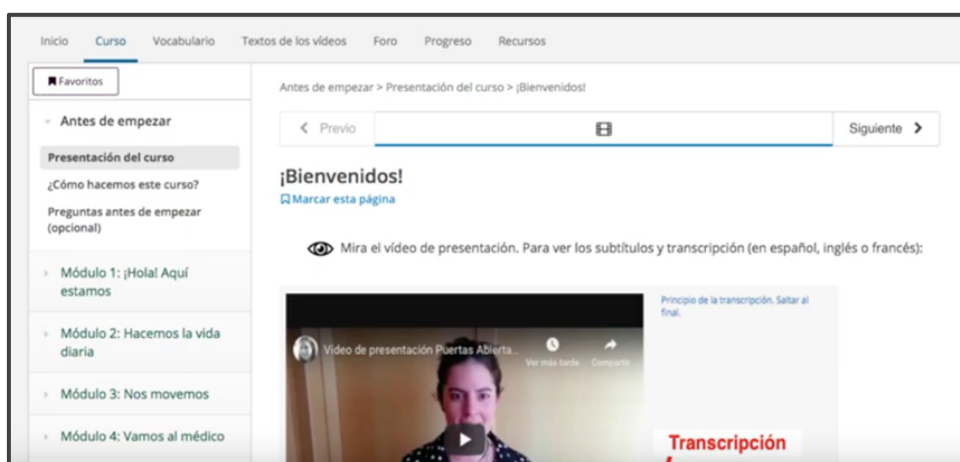 Inicio Curso Vocabulario Textos de los vídeos Foro Progreso Recursos
Favoritos
Antes de empezar
Presentación del curso
¿Cómo hacemos este curso?
Preguntas antes de empezar
(opcional)
Módulo 1: ¡Hola! Aquí
estamos
Módulo 2: Hacemos la vida
diaria
Módulo 3: Nos movemos
Módulo 4: Vamos al médico
Antes de empezar > Presentación del curso > ¡Bienvenidos!
Previo
Siguiente
¡Bienvenidos!
Marcar esta página
Mira el vídeo de presentación. Para ver los subtítulos y transcripción (en español, inglés o francés):
Vídeo de presentación Puertas Abierta...
Ver más tarde
Compartir
Principio de la transcripción. Saltar al
final.
Transcripción